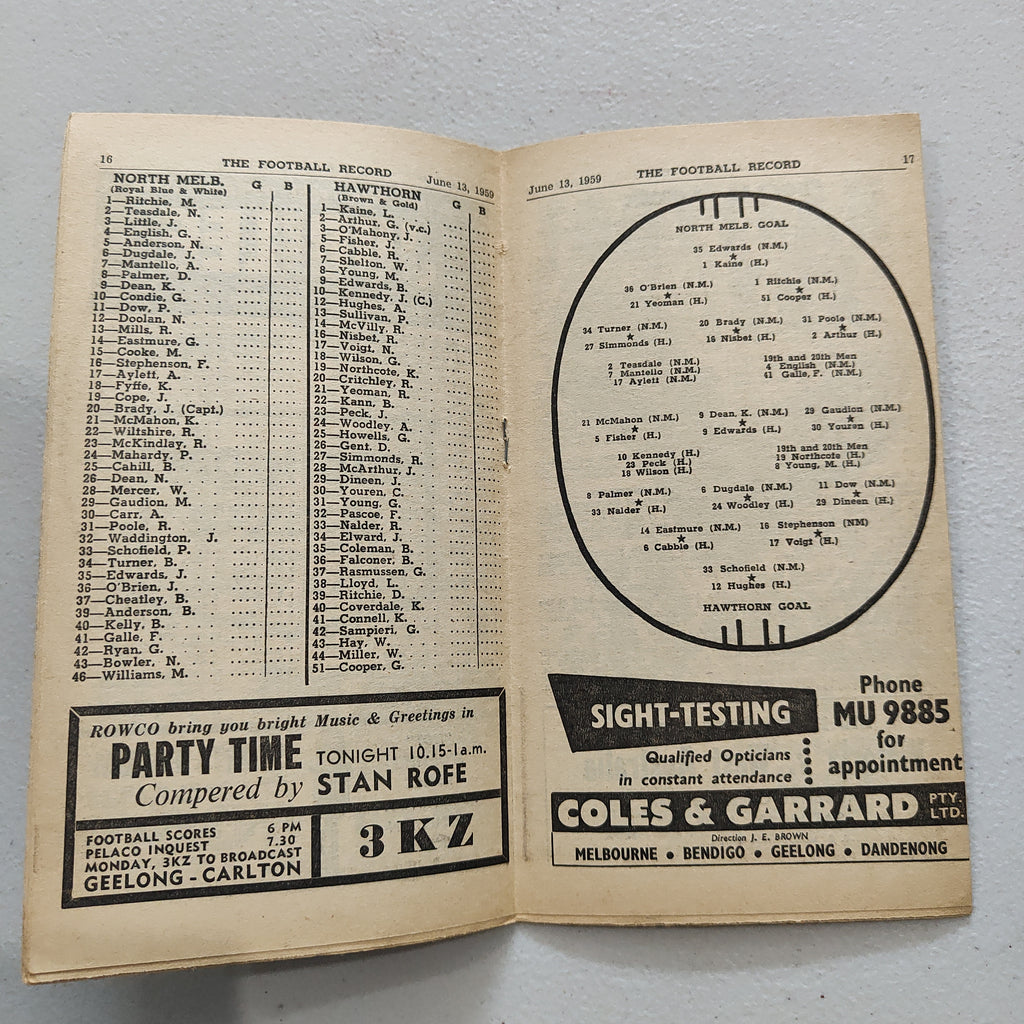 16
THE FOOTBALL RECORD
June 13, 1959
NORTH MELB. G B
(Royal Blue & White)
1—Ritchie, M.
2—Teasdale, N.
3—Little, J.
4—English, G.
5—Anderson, N.
6—Dugdale, J.
7—Mantello, A.
8—Palmer, D.
9—Dean, K.
10—Condie, G.
11—Dow, P.
12—Doolan, N.
13—Mills, R.
14—Eastmure, G.
15—Cooke, M.
16—Stephenson, F.
17—Aylett, A.
18—Fyffe, K.
19—Cope, J.
20—Brady, J. (Capt.)
21—McMahon, K.
22—Wiltshire, R.
23—McKindlay, R.
24—Mahardy, P.
25—Cahill, B.
26—Dean, N.
28—Mercer, W.
29—Gaudion, M.
30—Carr, A.
31—Poole, R.
32—Waddington, J.
33—Schofield, P.
34—Turner, B.
35—Edwards, J.
36—O'Brien, J.
37—Cheatley, B.
39—Anderson, B.
40—Kelly, B.
41—Galle, F.
42—Ryan, G.
43—Bowler, N.
46—Williams, M.
HAWTHORN G B
(Brown & Gold)
1—Kaine, L.
2—Arthur, G. (v.c.)
3—O'Mahony, J.
5—Fisher, J.
6—Cabble, R.
7—Shelton, W.
8—Young, M.
9—Edwards, B.
10—Kennedy, J. (C.)
12—Hughes, A.
13—Sullivan, P.
14—McVilly, R.
16—Nisbet, R.
17—Voigt, N.
18—Wilson, G.
19—Northcote, K.
20—Critchley, R.
21—Yeoman, R.
22—Kann, B.
23—Peck, J.
24—Woodley, A.
25—Howells, G.
26—Gent, D.
27—Simmonds, R.
28—McArthur, J.
29—Dineen, J.
30—Youren, C.
31—Young, G.
32—Pascoe, F.
33—Nalder, R.
34—Elward, J.
35—Coleman, B.
36—Falconer, B.
37—Rasmussen, G.
38—Lloyd, L.
39—Ritchie, D.
40—Coverdale, K.
41—Connell, K.
42—Sampieri, G.
43—Hay, W.
44—Miller, W.
51—Cooper, G.
ROWCO bring you bright Music & Greetings in
PARTY TIME TONIGHT 10.15-1a.m.
Compered by STAN ROFE
FOOTBALL SCORES 6 PM
PELACO INQUEST 7.30
MONDAY, 3KZ TO BROADCAST
GEELONG - CARLTON
3KZ
June 13, 1959
THE FOOTBALL RECORD
17
NORTH MELB. GOAL
35 Edwards (N.M.)
1 Kaine (H.)
36 O'Brien (N.M.) 1 Ritchie (N.M.)
21 Yeoman (H.) 51 Cooper (H.)
34 Turner (N.M.) 20 Brady (N.M.) 31 Poole (N.M.)
27 Simmonds (H.) 16 Nisbet (H.) 2 Arthur (H.)
2 Teasdale (N.M.)
7 Mantello (N.M.)
17 Aylett (N.M.)
19th and 20th Men
4 English (N.M.)
41 Galle, F. (N.M.)
21 McMahon (N.M.) 9 Dean, K. (N.M.) 29 Gaudion (N.M.)
5 Fisher (H.) 9 Edwards (H.) 30 Youren (H.)
10 Kennedy (H.)
23 Peck (H.)
18 Wilson (H.)
19th and 20th Men
19 Northcote (H.)
8 Young, M. (H.)
8 Palmer (N.M.) 6 Dugdale (N.M.) 11 Dow (N.M.)
33 Nalder (H.) 24 Woodley (H.) 29 Dineen (H.)
14 Eastmure (N.M.) 16 Stephenson (NM)
6 Cabble (H.) 17 Voigt (H.)
33 Schofield (N.M.)
12 Hughes (H.)
HAWTHORN GOAL
SIGHT-TESTING
Qualified Opticians
in constant attendance
Phone
MU 9885
for
appointment
COLES & GARRARD PTY. LTD.
Direction J. E. BROWN
MELBOURNE • BENDIGO • GEELONG • DANDENONG